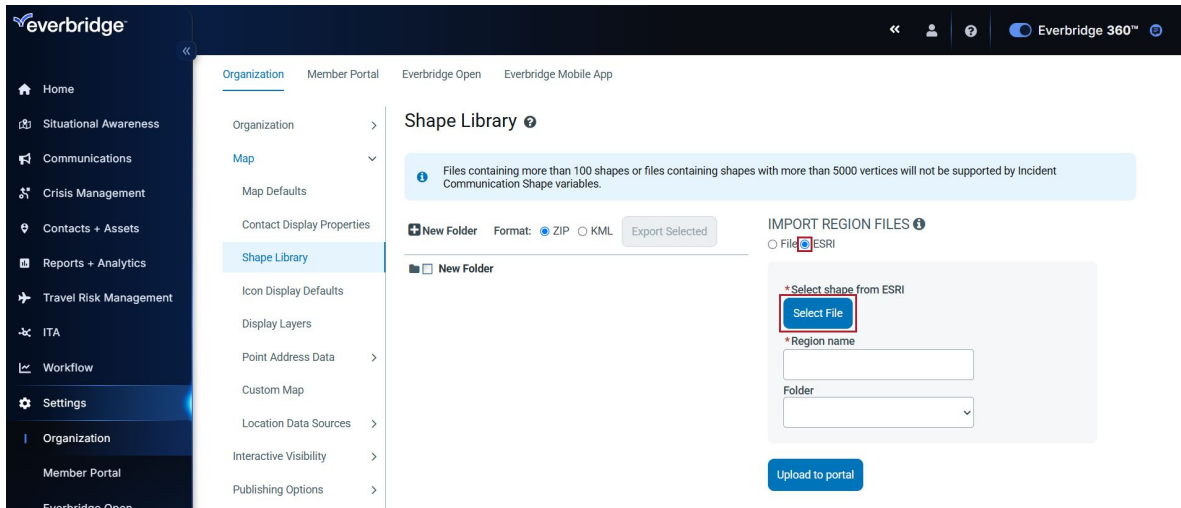 everbridge
Everbridge 360™
Home
Situational Awareness
Communications
Crisis Management
Contacts + Assets
Reports + Analytics
Travel Risk Management
ITA
Workflow
Settings
Organization
Member Portal
Everbridge Open
Organization Member Portal Everbridge Open Everbridge Mobile App
Organization
Map
Map Defaults
Contact Display Properties
Shape Library
Icon Display Defaults
Display Layers
Point Address Data
Custom Map
Location Data Sources
Interactive Visibility
Publishing Options
Shape Library
Files containing more than 100 shapes or files containing shapes with more than 5000 vertices will not be supported by Incident
Communication Shape variables.
New Folder Format: ZIP KML Export Selected
New Folder
IMPORT REGION FILES
File ESRI
*Select shape from ESRI
Select File
*Region name
Folder
Upload to portal